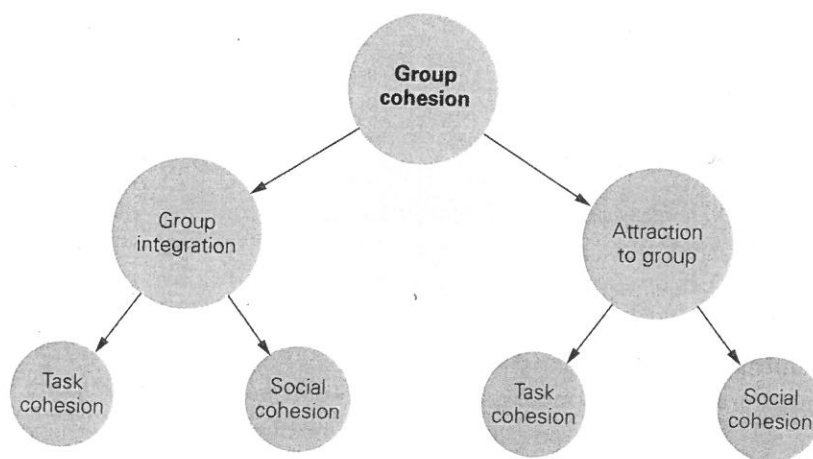 Group
cohesion
Group
integration
Attraction
to group
Task
cohesion
Social
cohesion
Task
cohesion
Social
cohesion